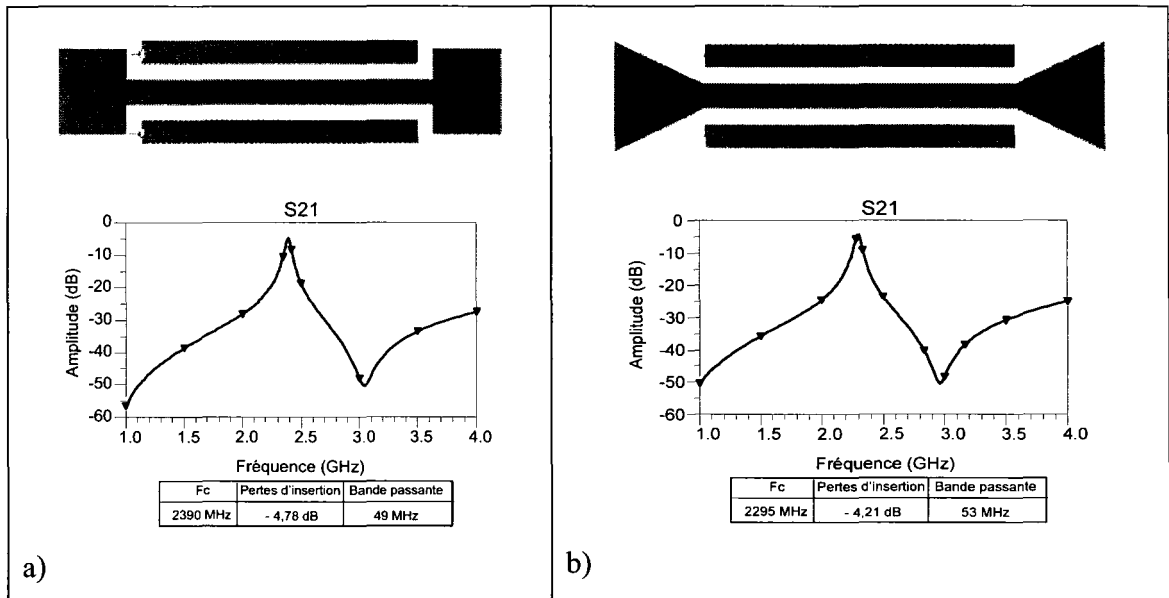 S21
0
-10
-20
-30
-40
-50
-60
Amplitude (dB)
1.0 1.5 2.0 2.5 3.0 3.5 4.0
Fréquence (GHz)
Fc Pertes d'insertion Bande passante
2390 MHz - 4,78 dB 49 MHz
a)
S21
0
-10
-20
-30
-40
-50
-60
Amplitude (dB)
1.0 1.5 2.0 2.5 3.0 3.5 4.0
Fréquence (GHz)
Fc Pertes d'insertion Bande passante
2295 MHz - 4,21 dB 53 MHz
b)